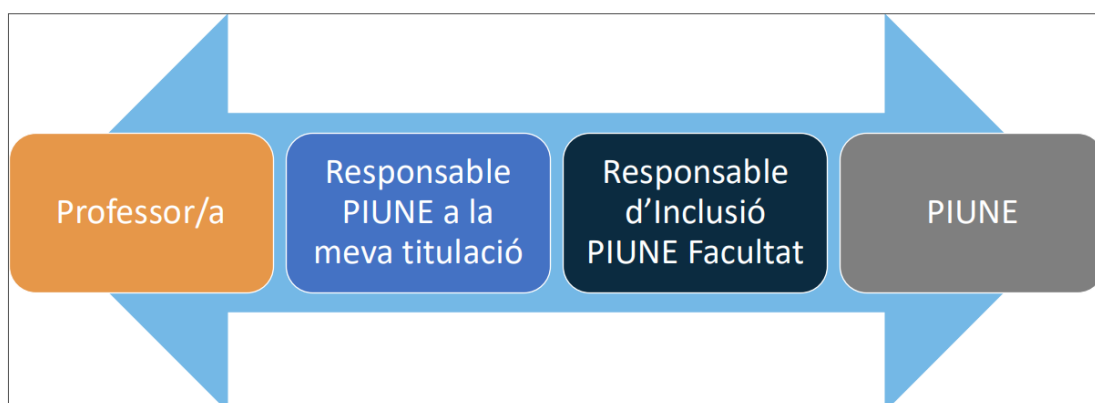 Professor/a
Responsable
PIUNE a la
meva titulació
Responsable
d’Inclusió
PIUNE Facultat
PIUNE